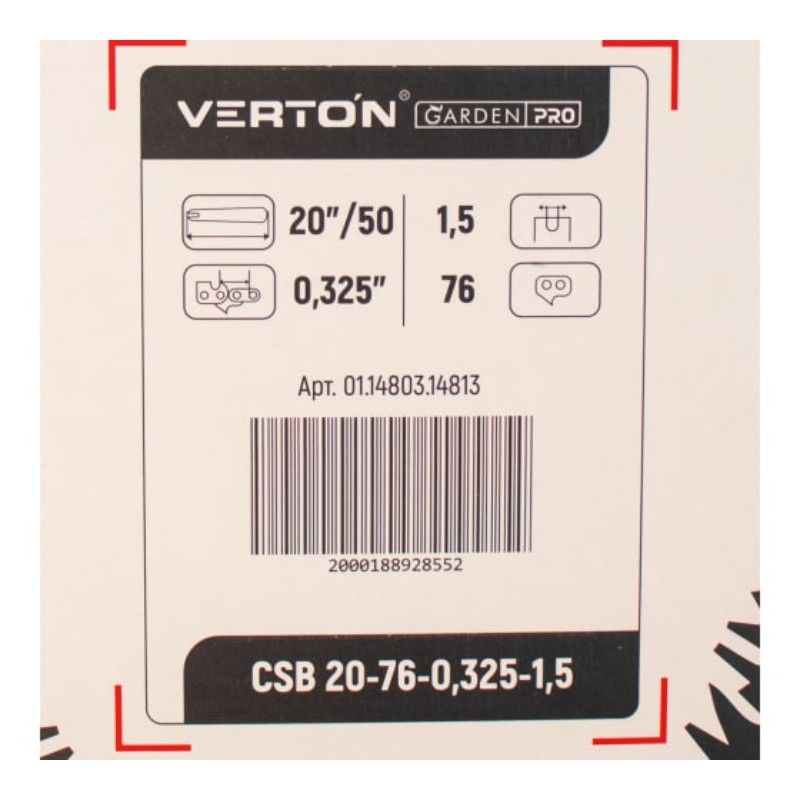 VERTO'N® GARDEN PRO
20"/50 1,5
0,325" 76
Арт. 01.14803.14813
2000188928552
CSB 20-76-0,325-1,5